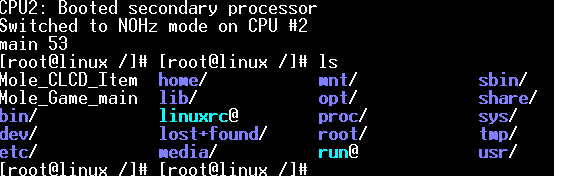 CPU2: Booted secondary processor
Switched to NOHz mode on CPU #2
main 53
[root@linux /]# [root@linux /]# ls
Mole_CLCD_Item  home/           mnt/            sbin/
Mole_Game_main  lib/            opt/            share/
bin/            linuxrc@        proc/           sys/
dev/            lost+found/     root/           tmp/
etc/            media/          run@            usr/
[root@linux /]# [root@linux /]#